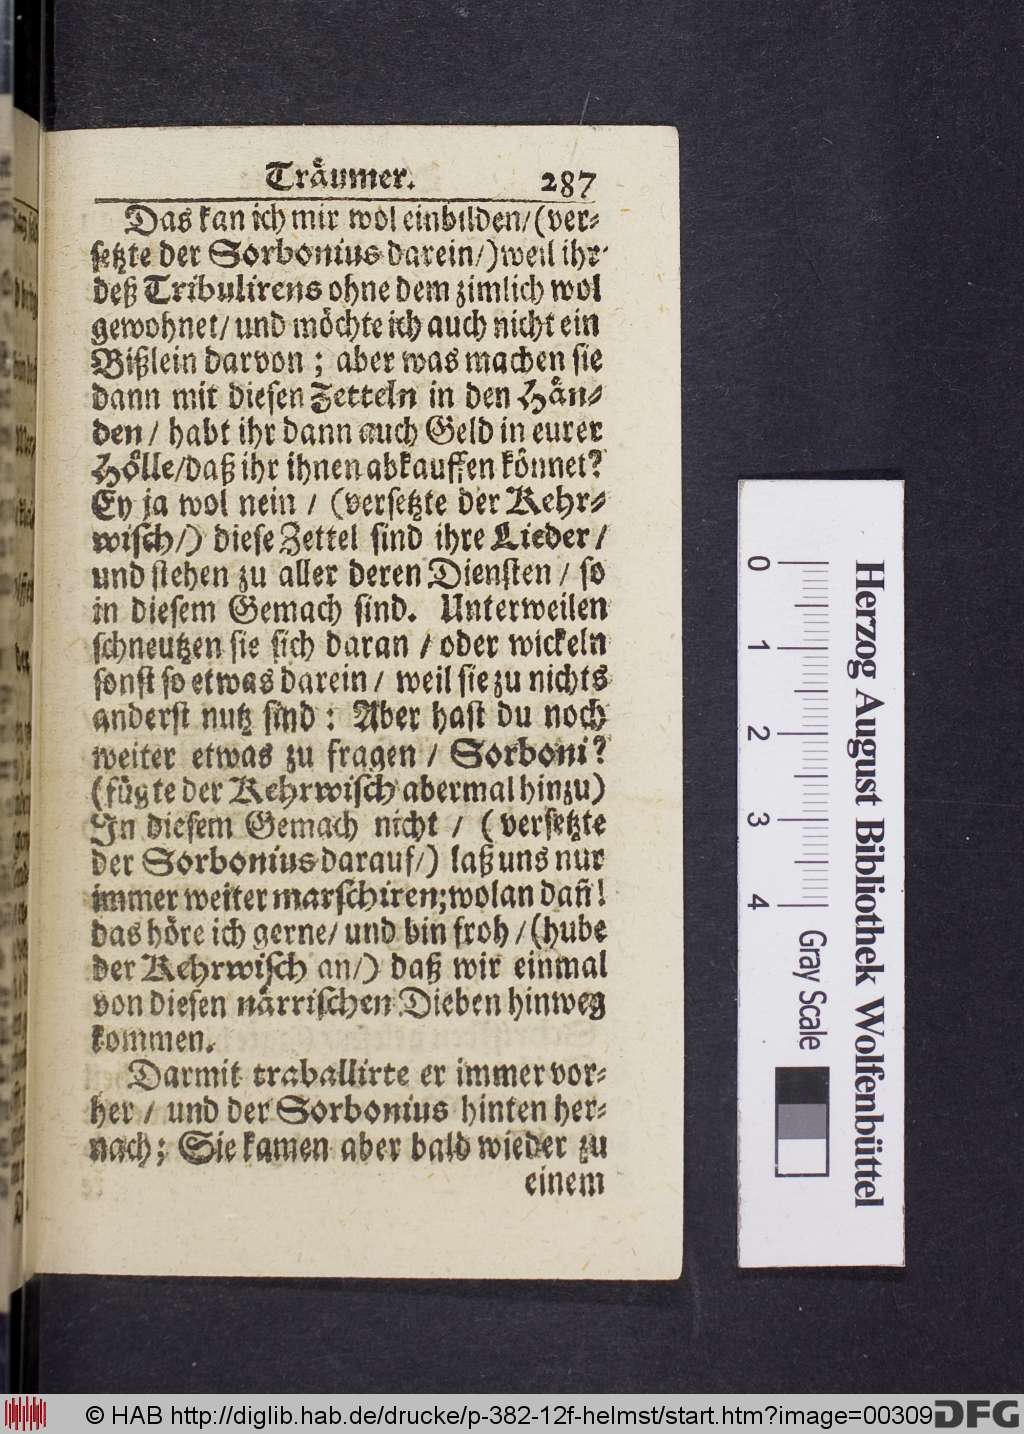 Träumer. 287
Das kan ich mir wol einbilden/(ver-
setzte der Sorbonius darein/) weil ihr
deß Tribulirens ohne dem zimlich wol
gewohnet/ und möchte ich auch nicht ein
Bißlein darvon ; aber was machen sie
dann mit diesen Zetteln in den Hän-
den / habt ihr dann auch Geld in eurer
Hölle/daß ihr ihnen abkauffen könnet?
Ey ja wol nein / (versetzte der Kehr-
wisch/) diese Zettel sind ihre Lieder /
und stehen zu aller deren Diensten / so
in diesem Gemach sind. Unterweilen
schneutzen sie sich daran / oder wickeln
sonst so etwas darein / weil sie zu nichts
anderst nutz sind : Aber hast du noch
weiter etwas zu fragen / Sorboni?
(fügte der Kehrwisch abermal hinzu)
In diesem Gemach nicht / (versetzte
der Sorbonius darauf/) laß uns nur
immer weiter marschiren; wolan dañ!
das höre ich gerne/ und bin froh / (hube
der Kehrwisch an/) daß wir einmal
von diesen närrischen Dieben hinweg
kommen.
Darmit traballirte er immer vor-
her / und der Sorbonius hinten her-
nach; Sie kamen aber bald wieder zu
einem
0 1 2 3 4
Gray Scale
Herzog August Bibliothek Wolfenbüttel
© HAB http://diglib.hab.de/drucke/p-382-12f-helmst/start.htm?image=00309
DFG